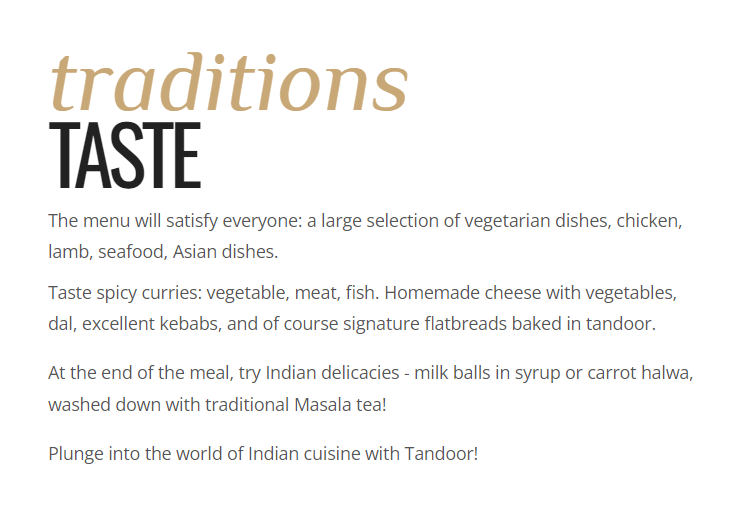 traditions
TASTE
The menu will satisfy everyone: a large selection of vegetarian dishes, chicken,
lamb, seafood, Asian dishes.
Taste spicy curries: vegetable, meat, fish. Homemade cheese with vegetables,
dal, excellent kebabs, and of course signature flatbreads baked in tandoor.
At the end of the meal, try Indian delicacies - milk balls in syrup or carrot halwa,
washed down with traditional Masala tea!
Plunge into the world of Indian cuisine with Tandoor!